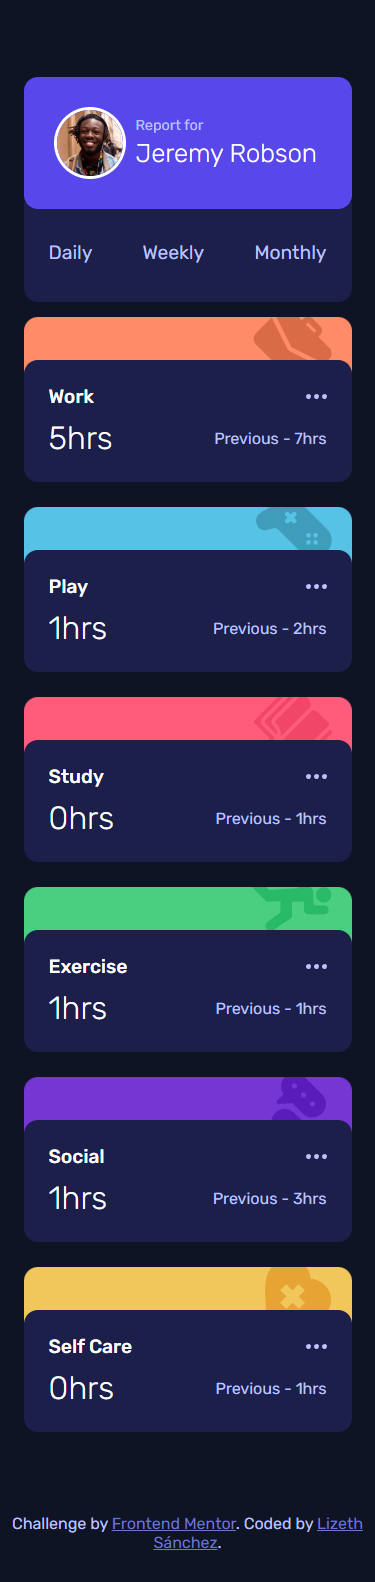 Report for
Jeremy Robson
Daily Weekly Monthly
Work
5hrs Previous - 7hrs
Play
1hrs Previous - 2hrs
Study
0hrs Previous - 1hrs
Exercise
1hrs Previous - 1hrs
Social
1hrs Previous - 3hrs
Self Care
0hrs Previous - 1hrs
Challenge by Frontend Mentor. Coded by Lizeth
Sánchez.